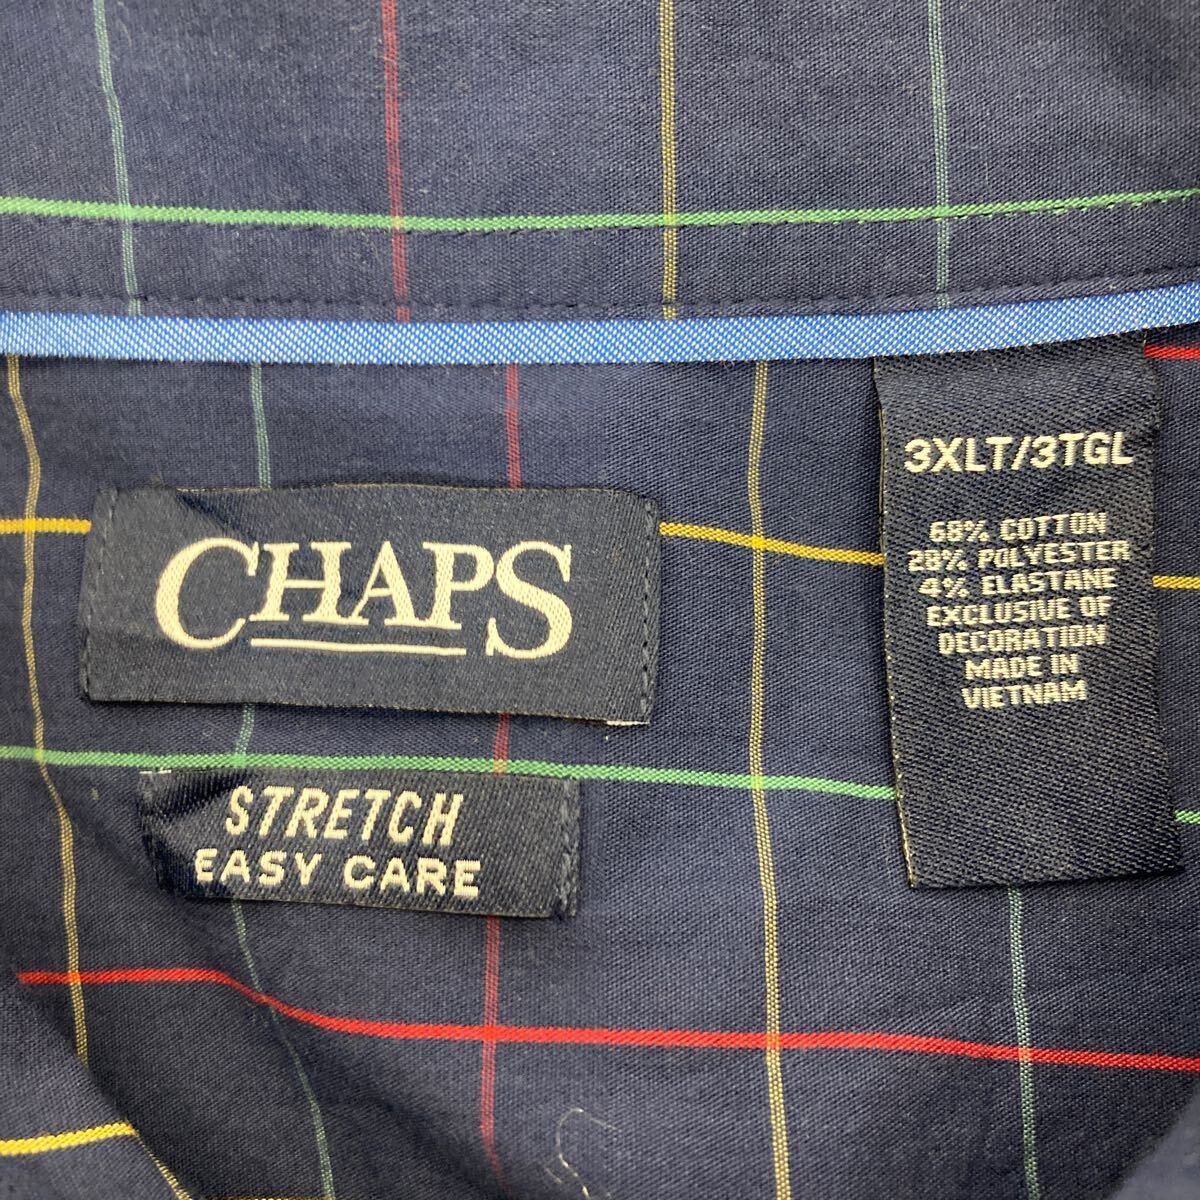 CHAPS
STRETCH
EASY CARE
3XLT/3TGL
68% COTTON
28% POLYESTER
4% ELASTANE
EXCLUSIVE OF
DECORATION
MADE IN
VIETNAM